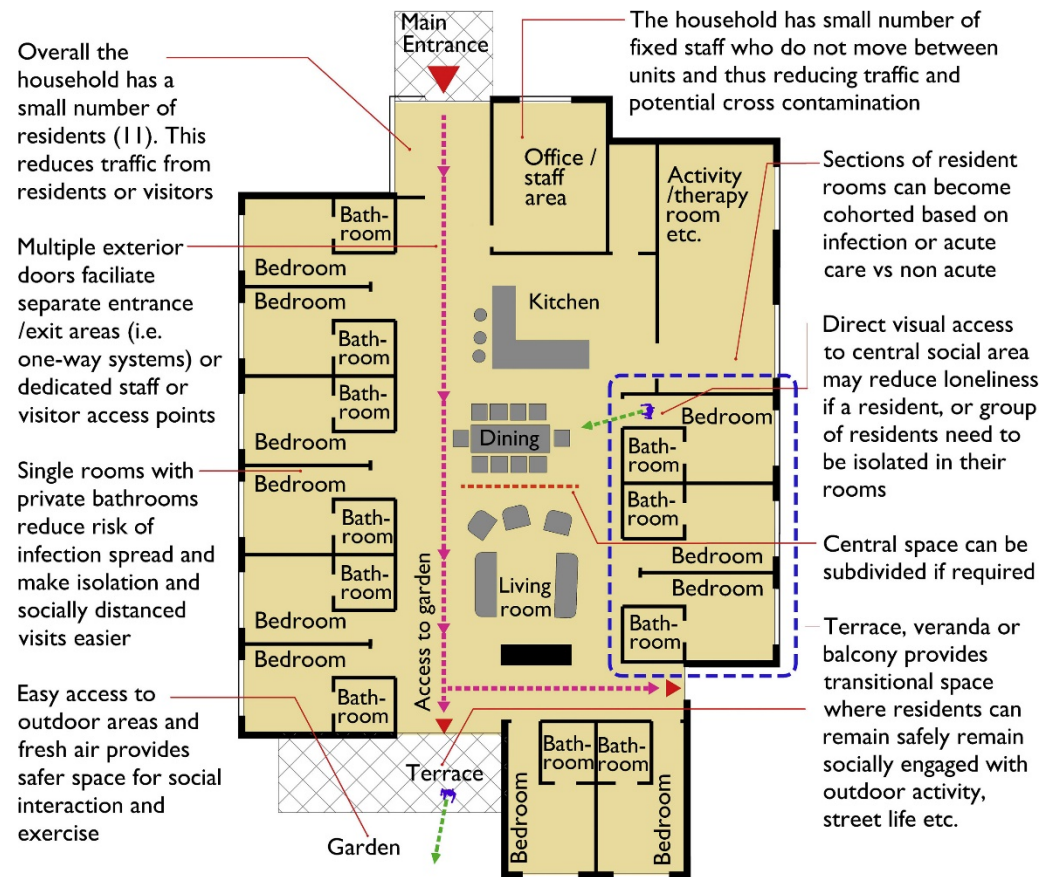 Overall the
household has a
small number of
residents (11). This
reduces traffic from
residents or visitors
Multiple exterior
doors faciliate
separate entrance
/exit areas (i.e.
one-way systems) or
dedicated staff or
visitor access points
Single rooms with
private bathrooms
reduce risk of
infection spread and
make isolation and
socially distanced
visits easier
Easy access to
outdoor areas and
fresh air provides
safer space for social
interaction and
exercise
Main
Entrance
Office /
staff
area
Activity
/therapy
room
etc.
Kitchen
Dining
Living
room
Access to garden
Terrace
Garden
Bath-
room
Bedroom
Bedroom
Bath-
room
Bath-
room
Bedroom
Bedroom
Bath-
room
Bath-
room
Bedroom
Bedroom
Bath-
room
Bedroom
Bath-
room
Bath-
room
Bedroom
Bedroom
Bath-
room
Bath-
room
Bath-
room
Bedroom
Bedroom
The household has small number of
fixed staff who do not move between
units and thus reducing traffic and
potential cross contamination
Sections of resident
rooms can become
cohorted based on
infection or acute
care vs non acute
Direct visual access
to central social area
may reduce loneliness
if a resident, or group
of residents need to
be isolated in their
rooms
Central space can be
subdivided if required
Terrace, veranda or
balcony provides
transitional space
where residents can
remain safely remain
socially engaged with
outdoor activity,
street life etc.